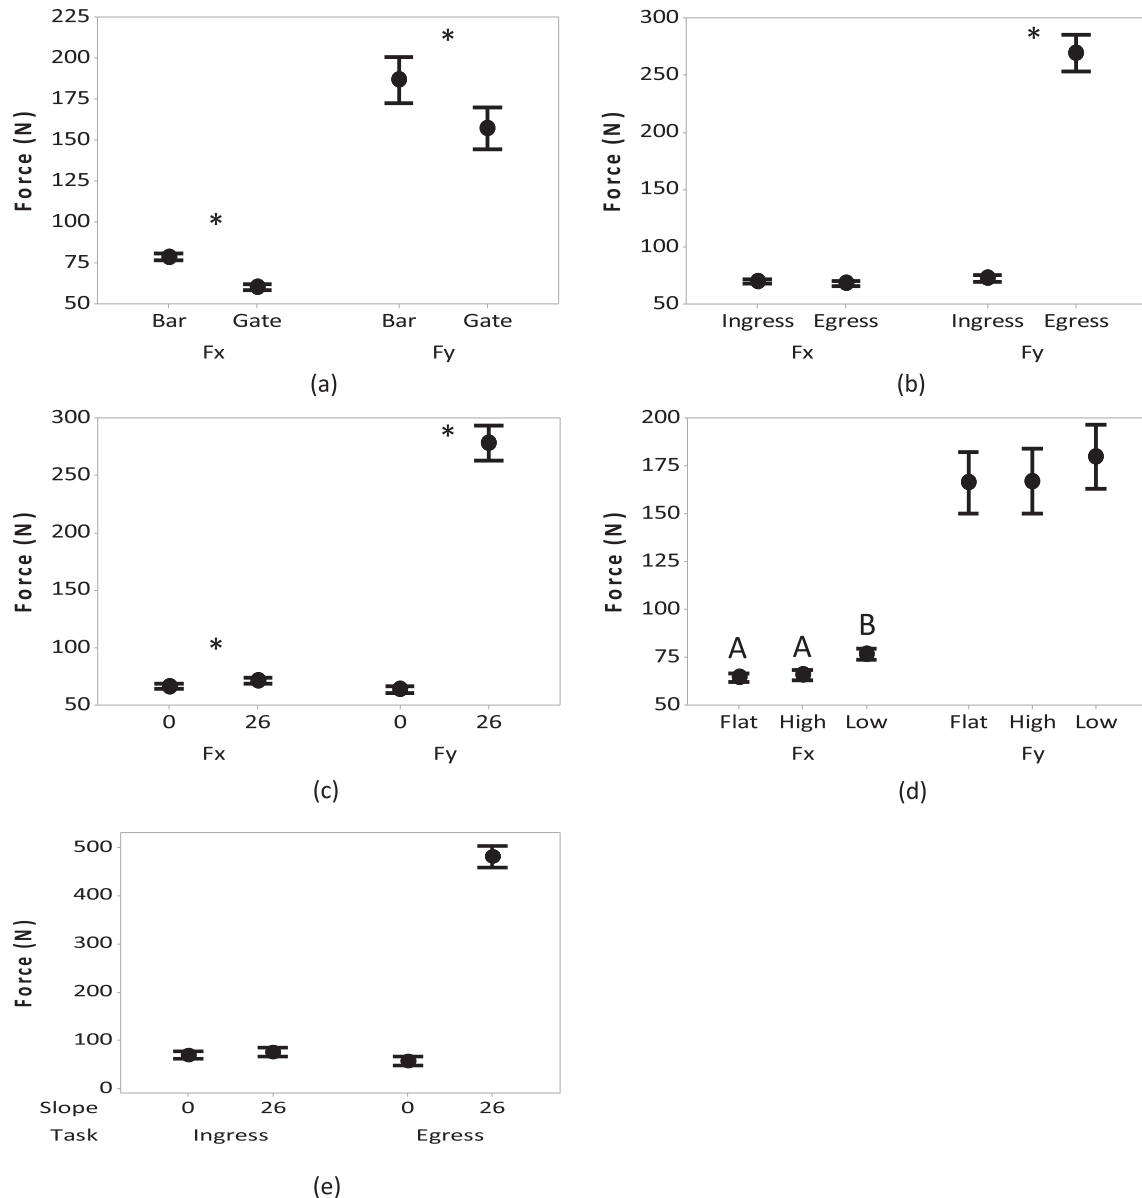 225
200
175
150
125
100
75
50
Force (N)
*
*
Bar Gate Bar Gate
Fx Fy
(a)
300
250
200
150
100
50
Force (N)
*
Ingress Egress Ingress Egress
Fx Fy
(b)
300
250
200
150
100
50
Force (N)
*
*
0 26 0 26
Fx Fy
(c)
200
175
150
125
100
75
50
Force (N)
A A B
Flat High Low Flat High Low
Fx Fy
(d)
500
400
300
200
100
0
Force (N)
Slope 0 26 0 26
Task Ingress Egress
(e)